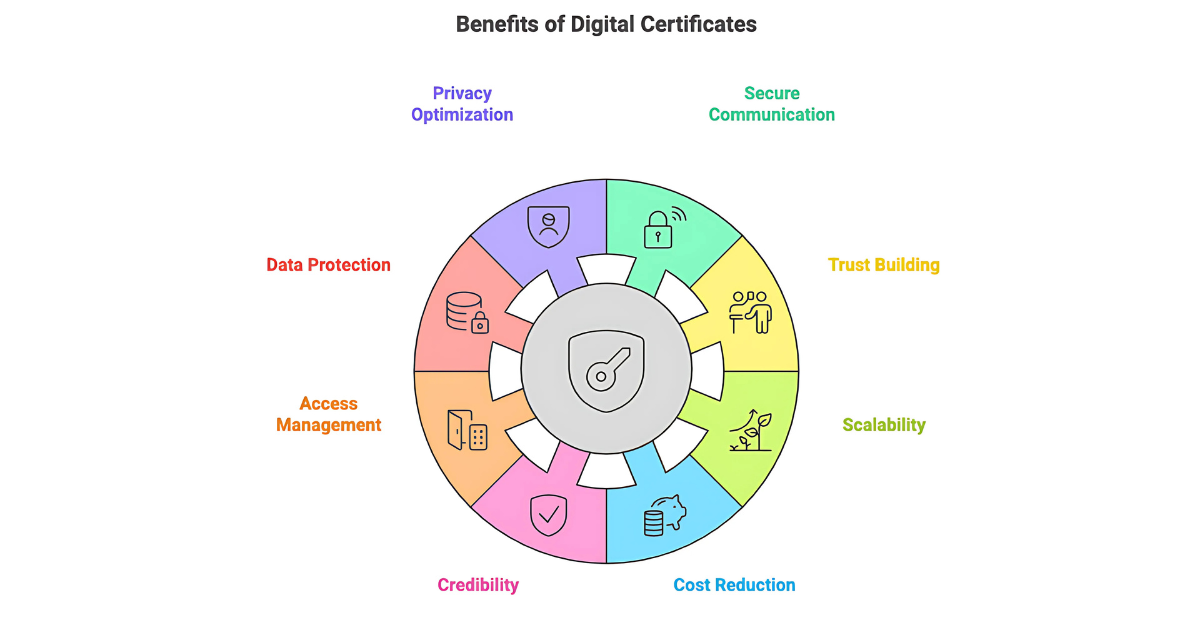 Benefits of Digital Certificates
Privacy
Optimization
Secure
Communication
Data Protection
Trust Building
Access
Management
Scalability
Credibility
Cost Reduction